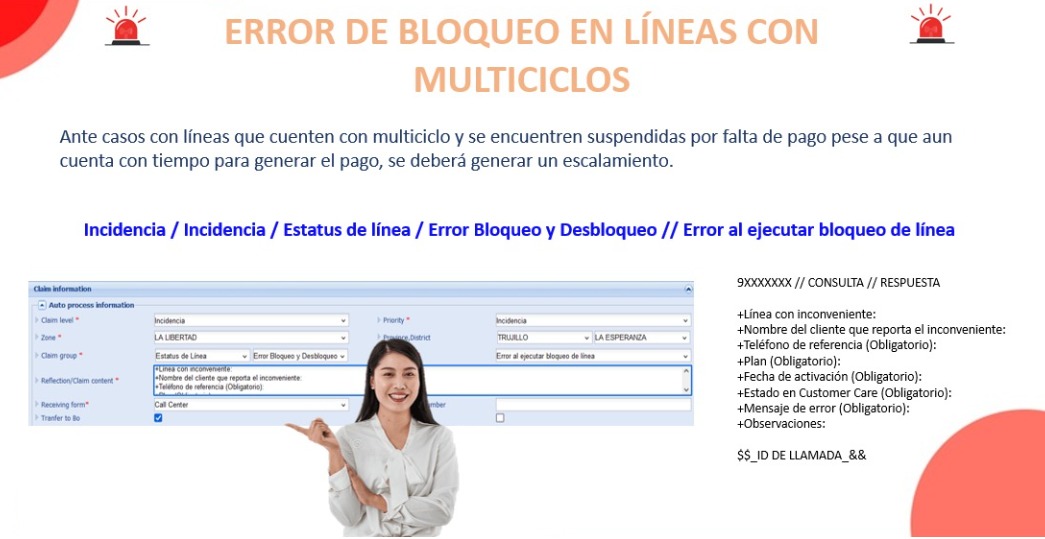 ERROR DE BLOQUEO EN LÍNEAS CON
MULTICICLOS
Ante casos con líneas que cuenten con multiciclo y se encuentren suspendidas por falta de pago pese a que aun
cuenta con tiempo para generar el pago, se deberá generar un escalamiento.
Incidencia / Incidencia / Estatus de línea / Error Bloqueo y Desbloqueo // Error al ejecutar bloqueo de línea
Claim information
Auto process information
Claim level * Incidencia Priority * Incidencia
Zone * LA LIBERTAD Province,District TRUJILLO LA ESPERANZA
Claim group * Estatus de Linea Error Bloqueo y Desbloqueo Error al ejecutar bloqueo de linea
Reflection/Claim content *
+Linea con inconveniente:
+Nombre del cliente que reporta el inconveniente:
+Teléfono de referencia (Obligatorio):
Receiving form* Call Center
Tranfer to Bo
9XXXXXXX // CONSULTA // RESPUESTA
+Línea con inconveniente:
+Nombre del cliente que reporta el inconveniente:
+Teléfono de referencia (Obligatorio):
+Plan (Obligatorio):
+Fecha de activación (Obligatorio):
+Estado en Customer Care (Obligatorio):
+Mensaje de error (Obligatorio):
+Observaciones:
$$_ID DE LLAMADA_&&